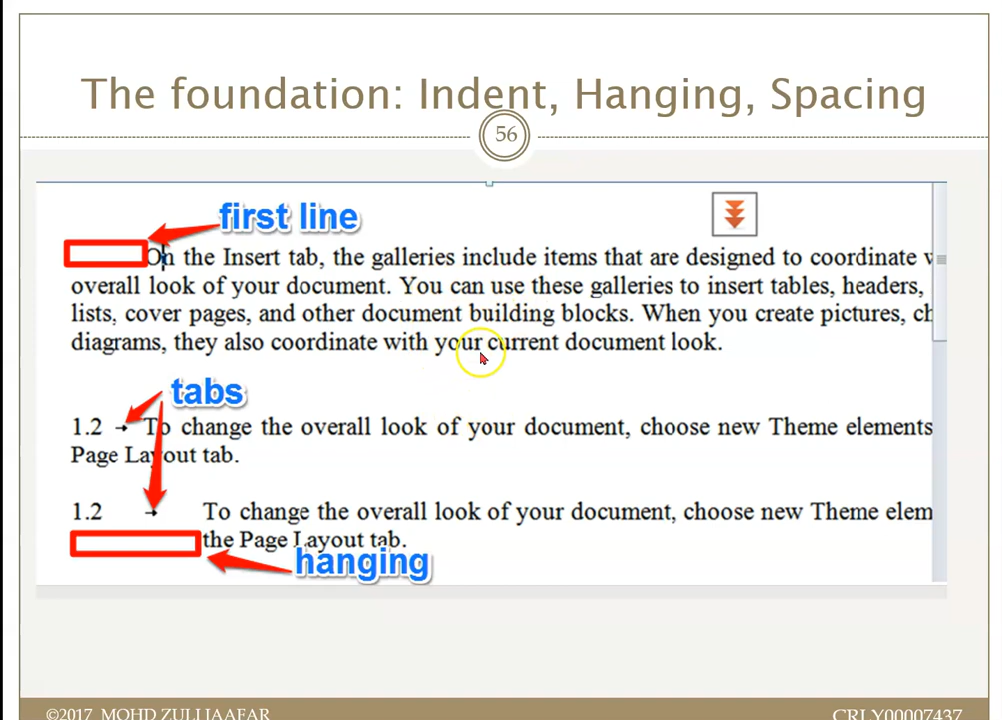 The foundation: Indent, Hanging, Spacing
56
first line
On the Insert tab, the galleries include items that are designed to coordinate
overall look of your document. You can use these galleries to insert tables, headers,
lists, cover pages, and other document building blocks. When you create pictures,
diagrams, they also coordinate with your current document look.
tabs
1.2 → To change the overall look of your document, choose new Theme elements
Page Layout tab.
1.2 → To change the overall look of your document, choose new Theme elem
the Page Layout tab.
hanging
©2017 MOHD ZULI JAAFAR
CRLY00007437